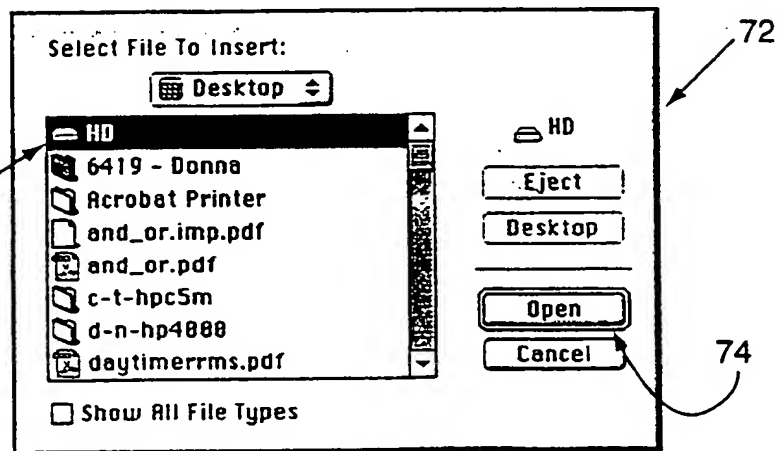 Select File To Insert:
72
Desktop
HD
HD
6419 - Donna
Eject
Acrobat Printer
Desktop
and_or.imp.pdf
and_or.pdf
c-t-hpc5m
Open
d-n-hp4000
Cancel
74
daytimerrms.pdf
Show All File Types